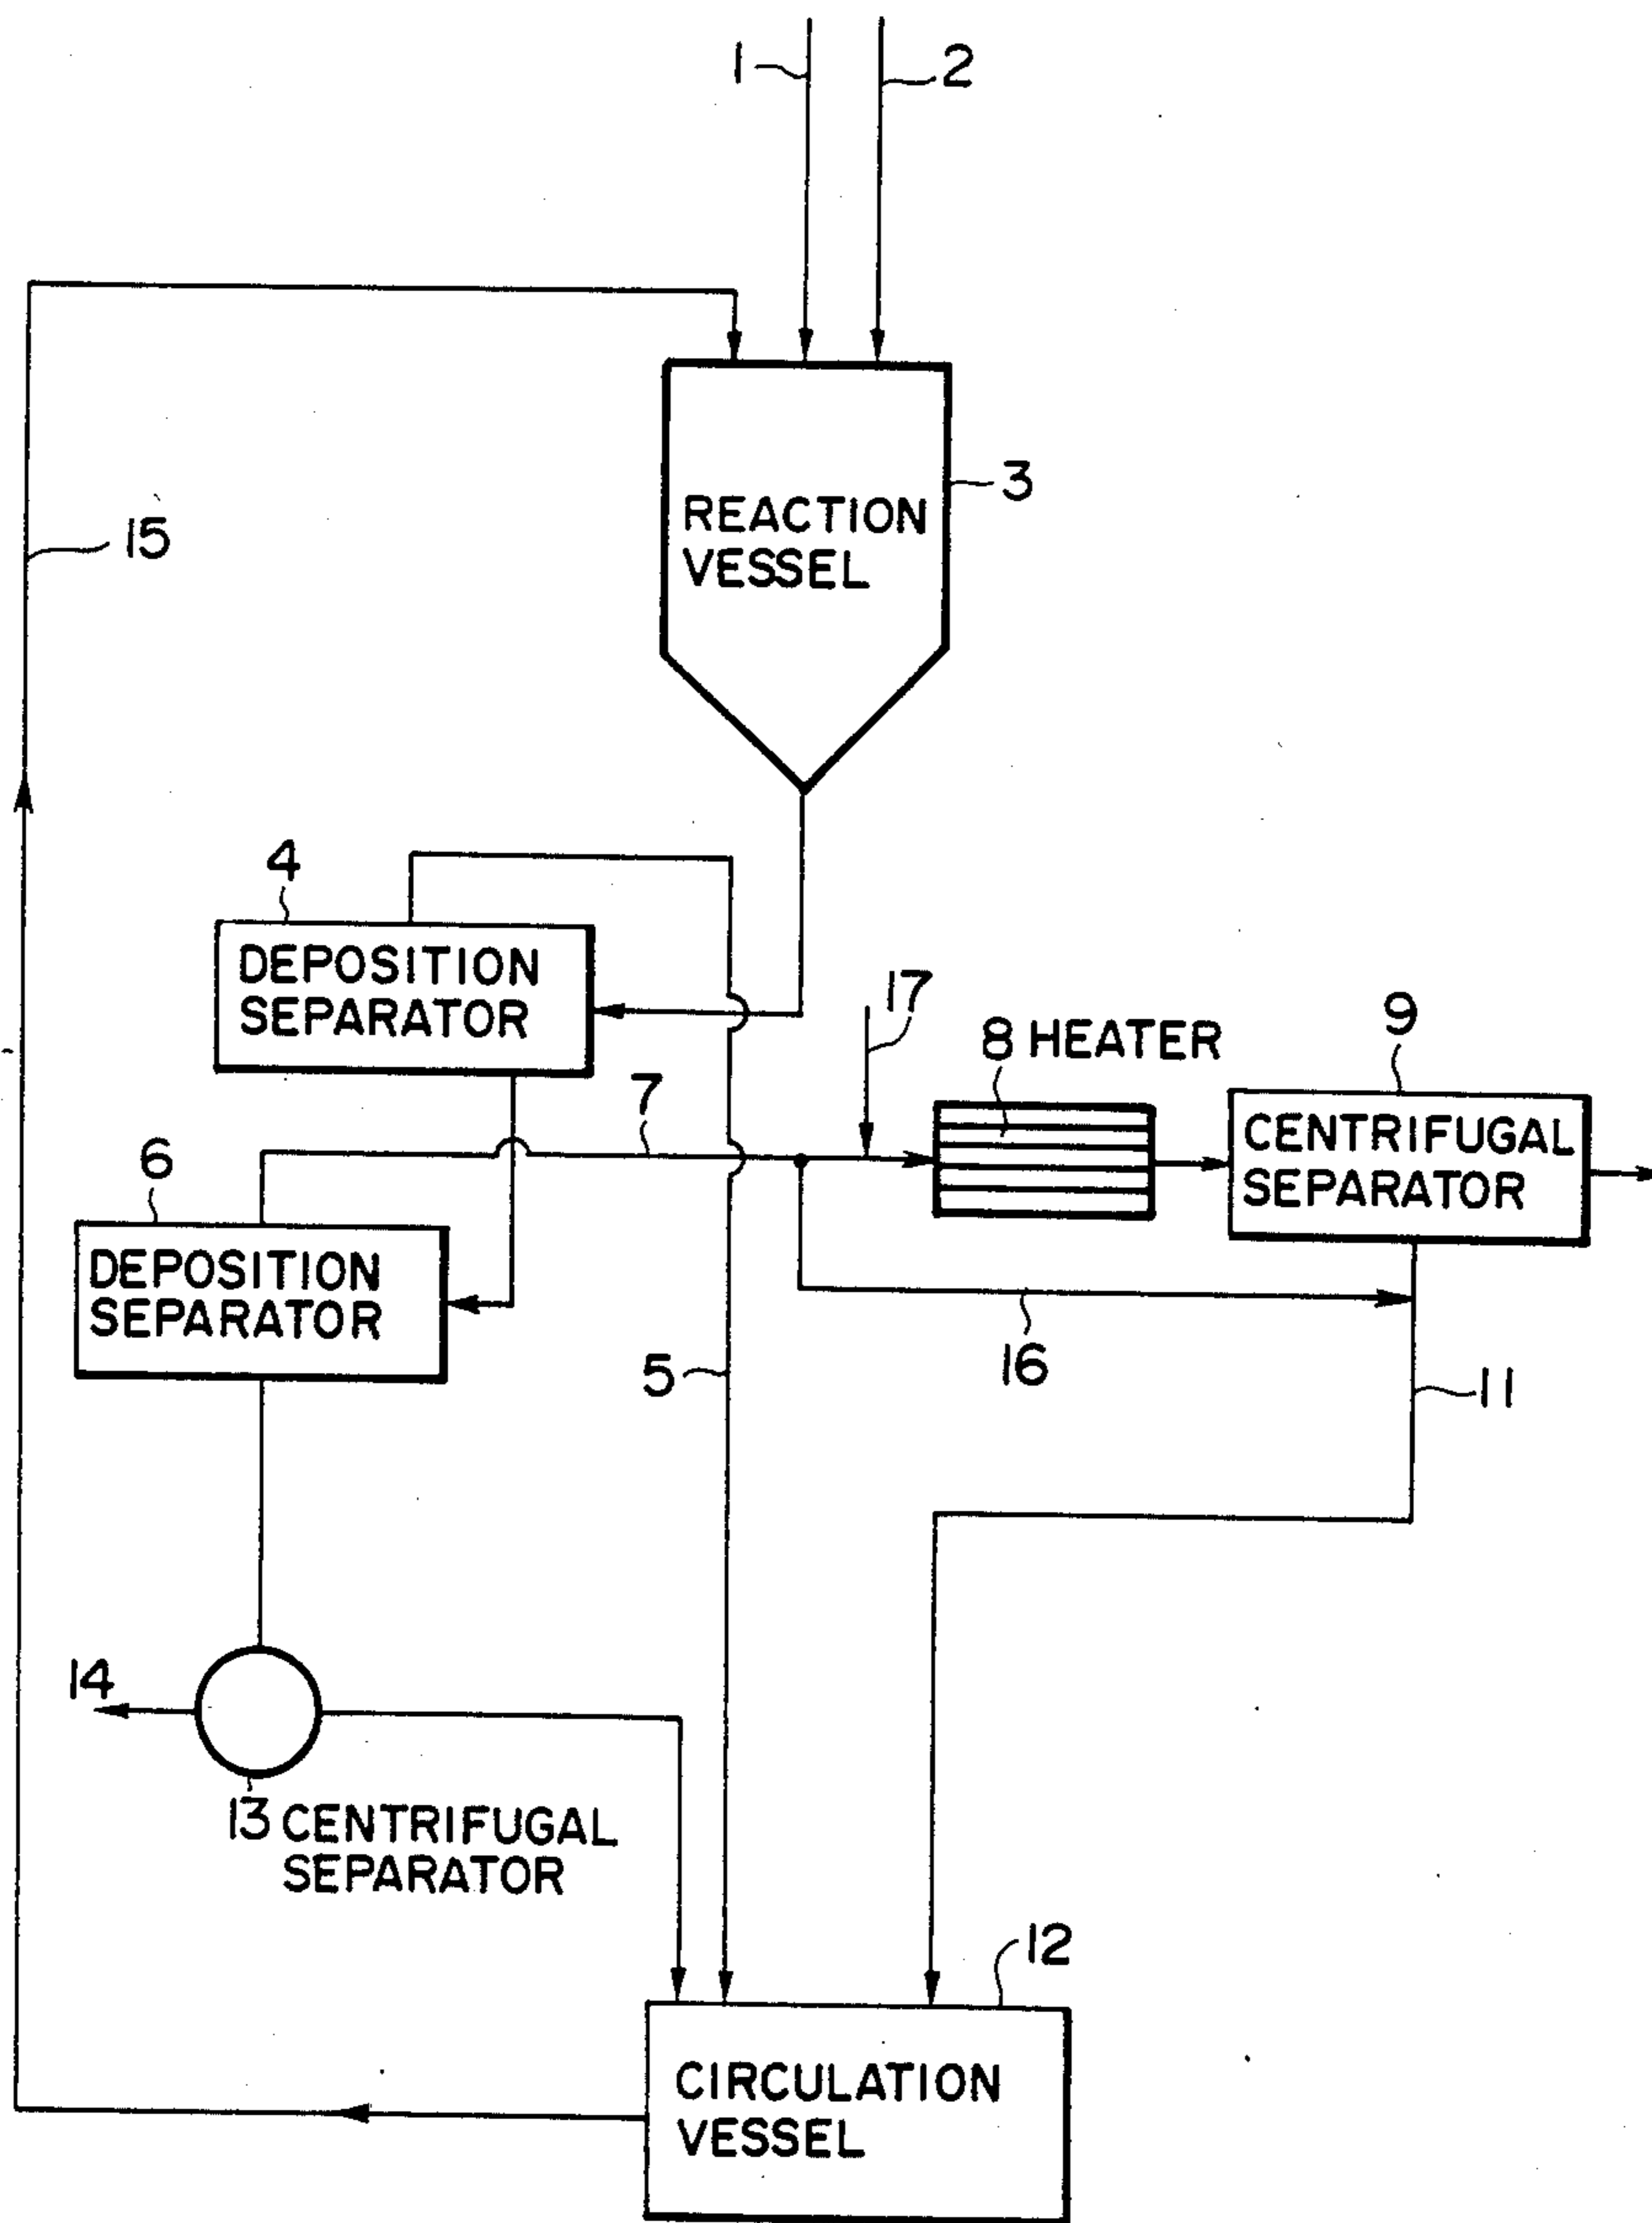 1
2
3
REACTION
VESSEL
15
4
DEPOSITION
SEPARATOR
17
8 HEATER
9
7
CENTRIFUGAL
SEPARATOR
6
DEPOSITION
SEPARATOR
5
16
11
14
13 CENTRIFUGAL
SEPARATOR
12
CIRCULATION
VESSEL